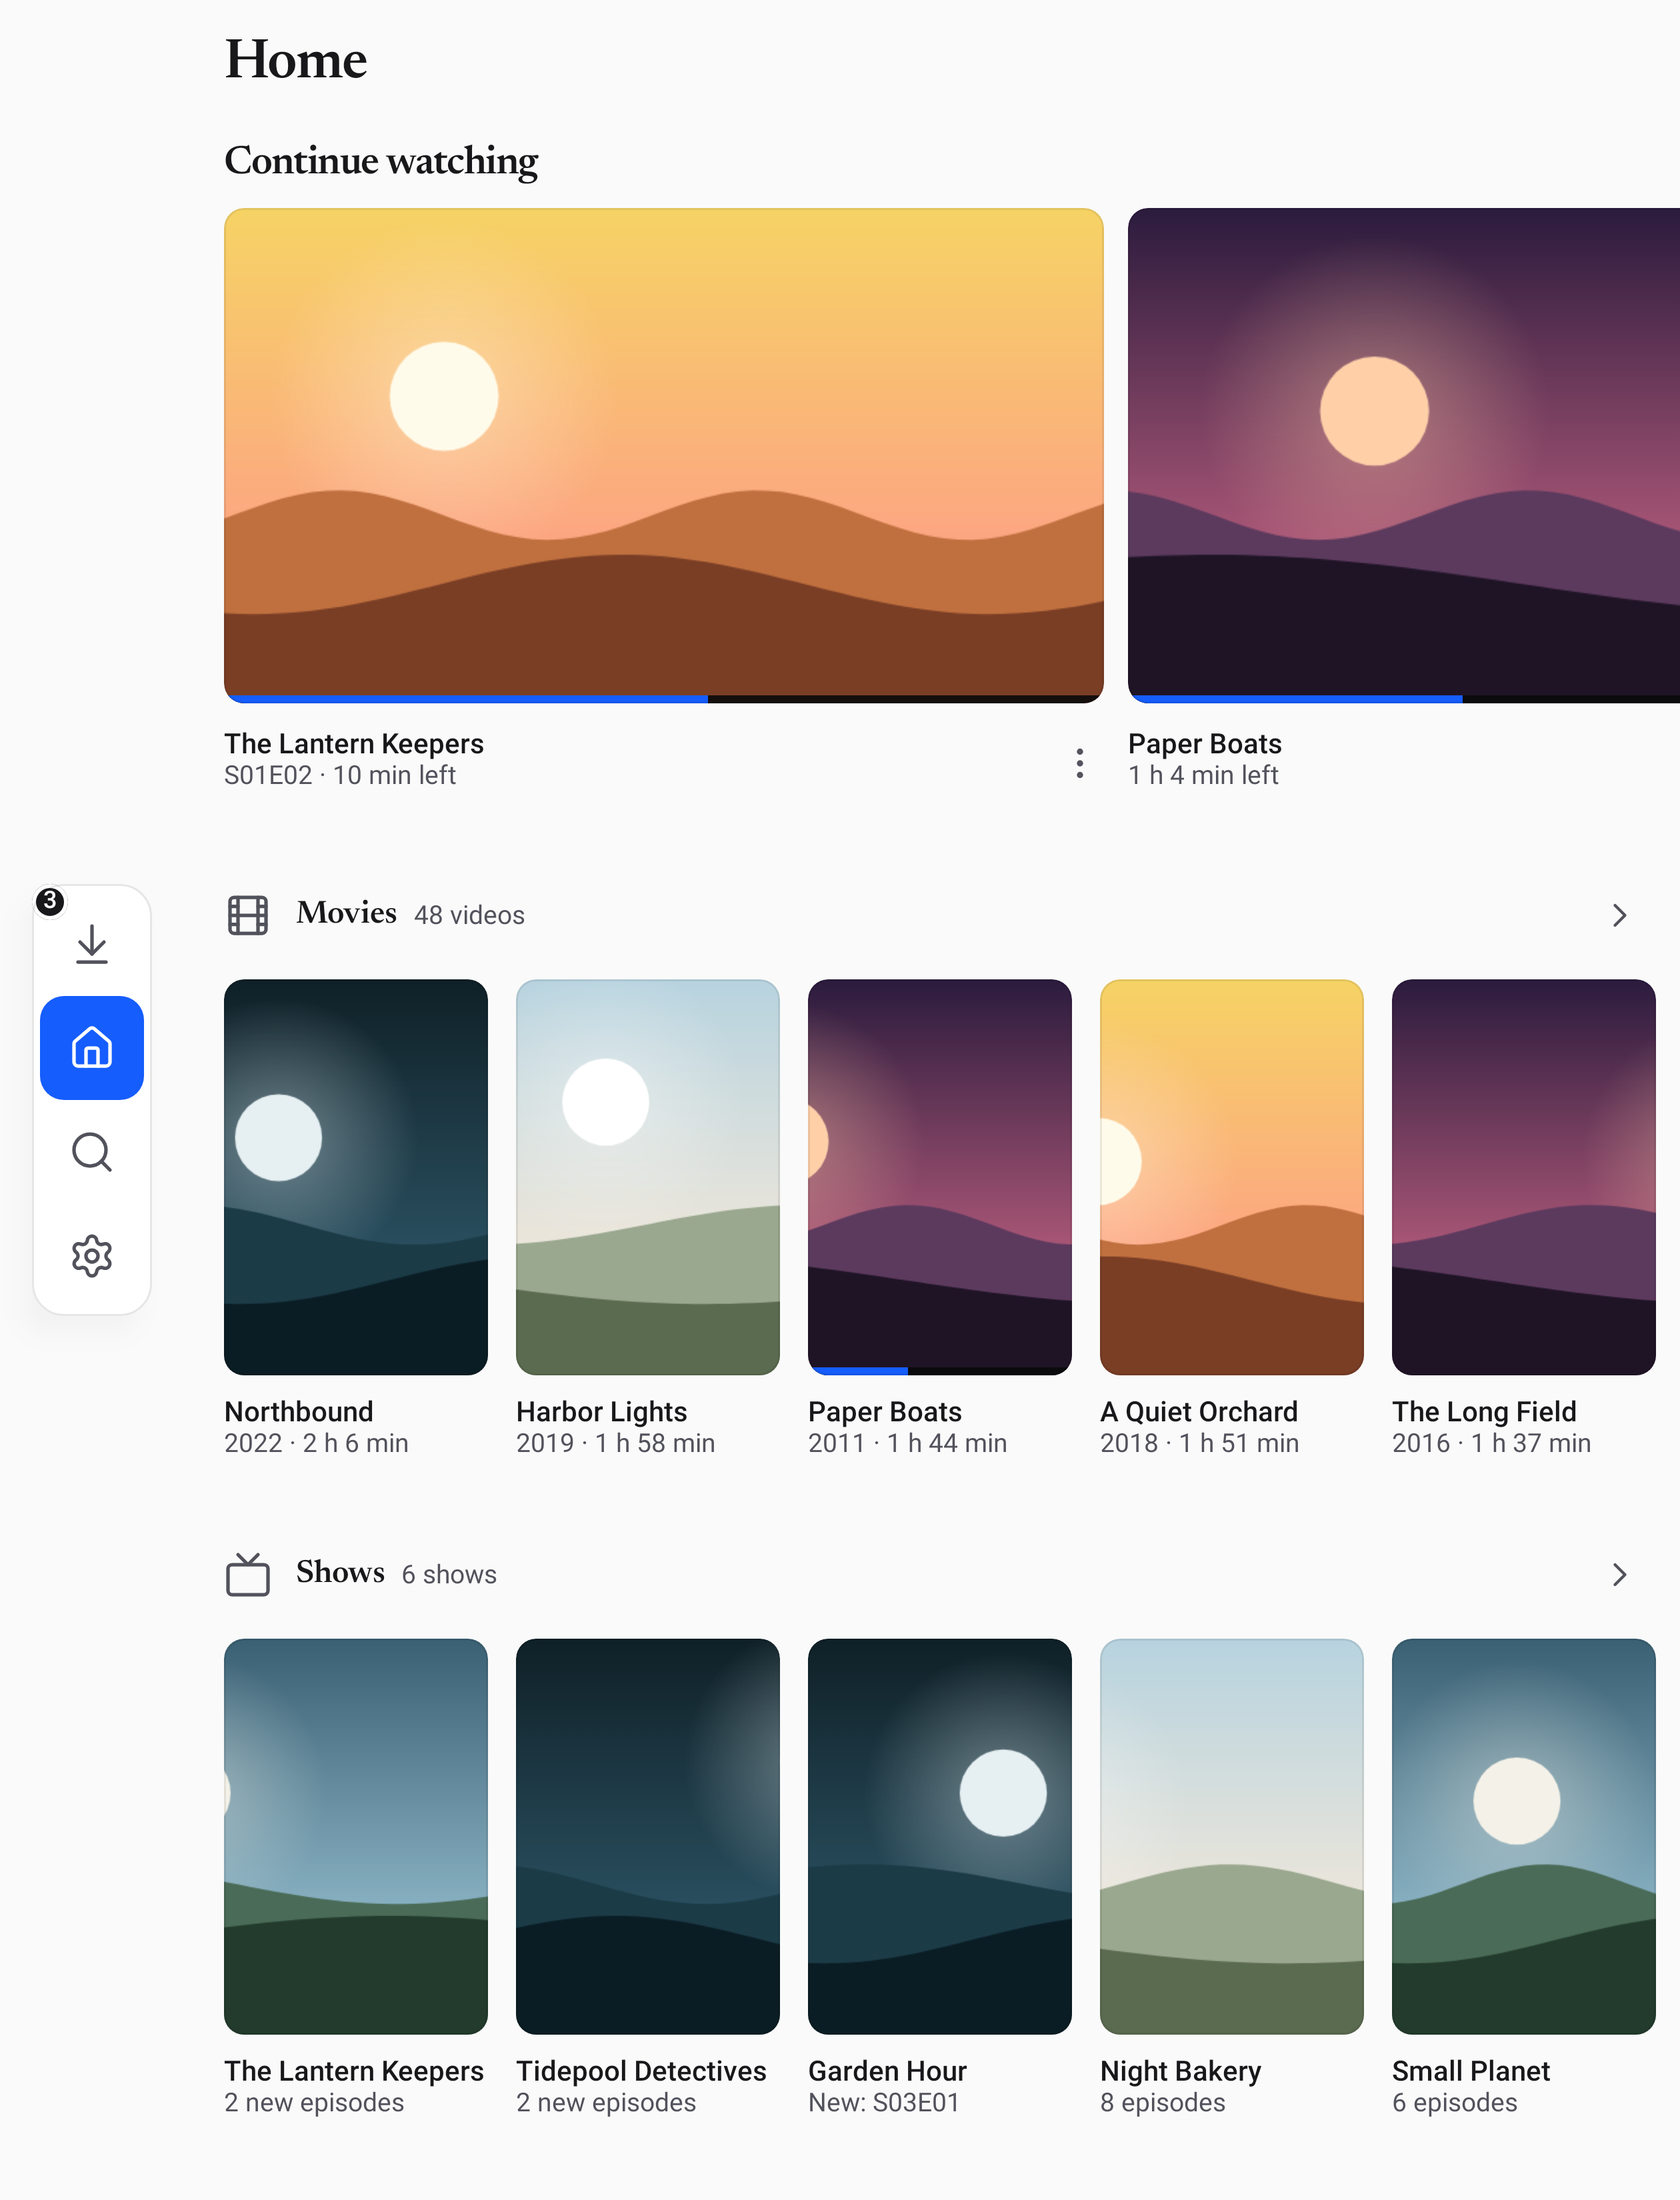 Home
Continue watching
The Lantern Keepers
S01E02 · 10 min left
Paper Boats
1 h 4 min left
3
Movies 48 videos
Northbound
2022 · 2 h 6 min
Harbor Lights
2019 · 1 h 58 min
Paper Boats
2011 · 1 h 44 min
A Quiet Orchard
2018 · 1 h 51 min
The Long Field
2016 · 1 h 37 min
Shows 6 shows
The Lantern Keepers
2 new episodes
Tidepool Detectives
2 new episodes
Garden Hour
New: S03E01
Night Bakery
8 episodes
Small Planet
6 episodes